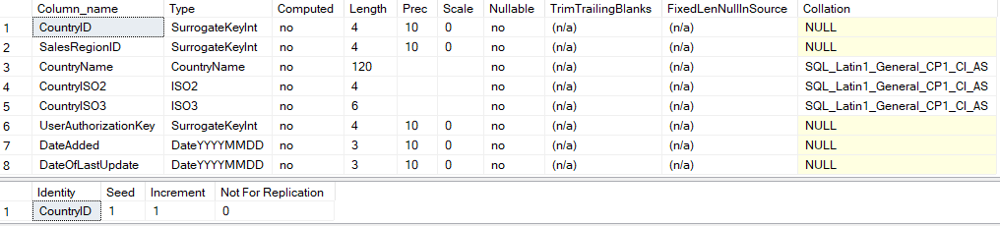 Column_name Type Computed Length Prec Scale Nullable TrimTrailingBlanks FixedLenNullInSource Collation
1 CountryID SurrogateKeyInt no 4 10 0 no (n/a) (n/a) NULL
2 SalesRegionID SurrogateKeyInt no 4 10 0 no (n/a) (n/a) NULL
3 CountryName CountryName no 120 no (n/a) (n/a) SQL_Latin1_General_CP1_CI_AS
4 CountryISO2 ISO2 no 4 no (n/a) (n/a) SQL_Latin1_General_CP1_CI_AS
5 CountryISO3 ISO3 no 6 no (n/a) (n/a) SQL_Latin1_General_CP1_CI_AS
6 UserAuthorizationKey SurrogateKeyInt no 4 10 0 no (n/a) (n/a) NULL
7 DateAdded DateYYYYMMDD no 3 10 0 no (n/a) (n/a) NULL
8 DateOfLastUpdate DateYYYYMMDD no 3 10 0 no (n/a) (n/a) NULL
Identity Seed Increment Not For Replication
1 CountryID 1 1 0